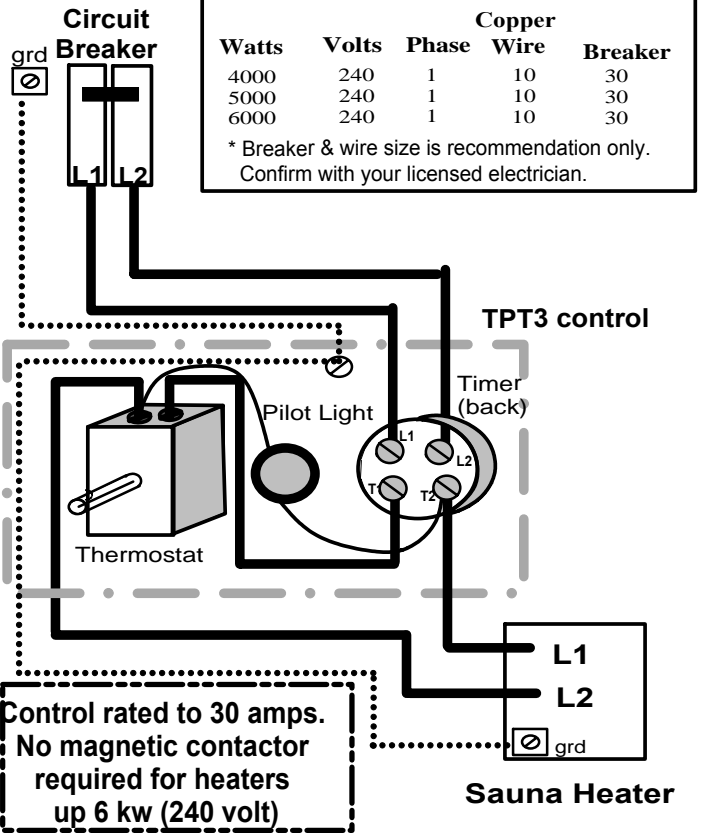 Circuit
Breaker
grd
L1 L2
Copper
Watts Volts Phase Wire Breaker
4000 240 1 10 30
5000 240 1 10 30
6000 240 1 10 30
* Breaker & wire size is recommendation only.
Confirm with your licensed electrician.
TPT3 control
Timer
(back)
Pilot Light
L1
L2
T1
T2
Thermostat
L1
L2
grd
Sauna Heater
Control rated to 30 amps.
No magnetic contactor
required for heaters
up 6 kw (240 volt)